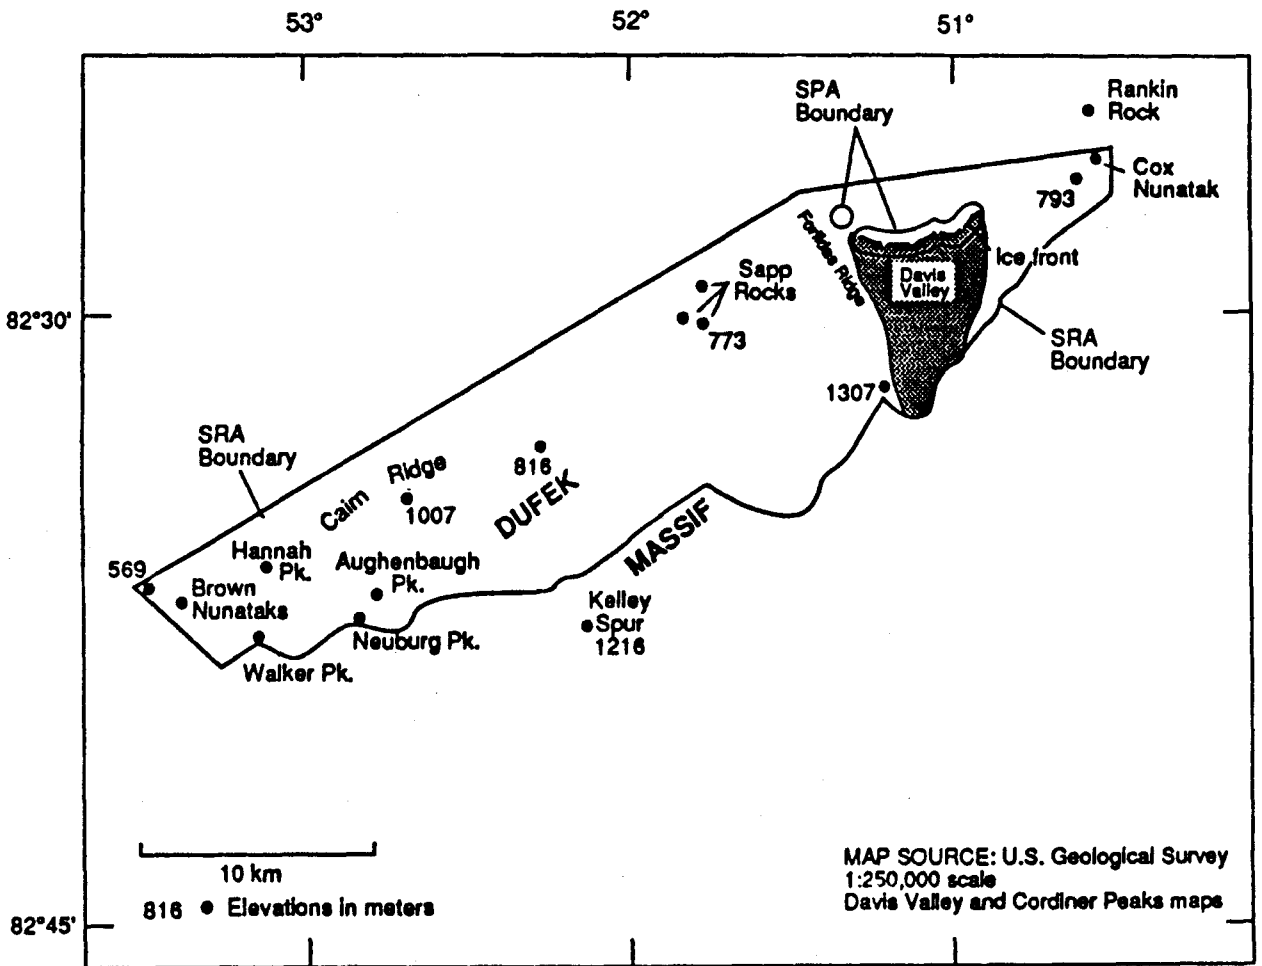 53°
52°
51°
SPA
Boundary
Rankin
Rock
Cox
Nunatak
793
Forlidas Ridge
Ice front
Davis
Valley
Sapp
Rocks
82°30'
773
SRA
Boundary
1307
SRA
Boundary
816
Cairn Ridge
1007
DUFEK
MASSIF
Hannah
Pk.
Aughenbaugh
Pk.
569
Brown
Nunataks
Kelley
Spur
1216
Neuburg Pk.
Walker Pk.
10 km
816 ● Elevations in meters
MAP SOURCE: U.S. Geological Survey
1:250,000 scale
Davis Valley and Cordiner Peaks maps
82°45'